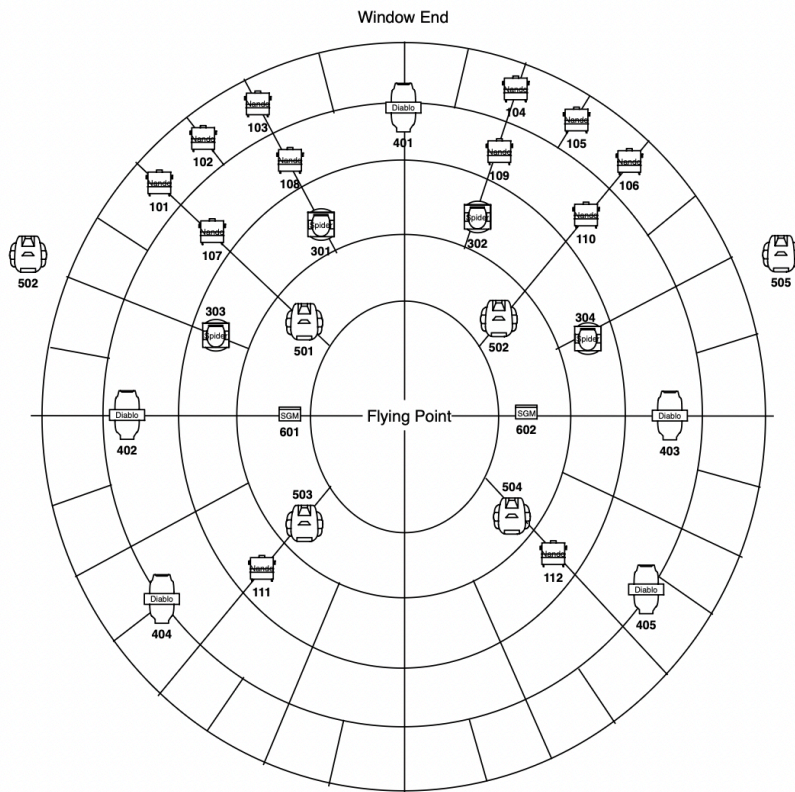 Window End
Nando
103
Nando
104
Diablo
401
Nando
102
Nando
105
Nando
108
Nando
109
Nando
106
Nando
101
Nando
107
Spider
301
Spider
302
Nando
110
502
505
303
Spider
501
502
304
Spider
Diablo
402
SGM
601
Flying Point
SGM
602
Diablo
403
503
504
Nando
111
Nando
112
Diablo
404
Diablo
405